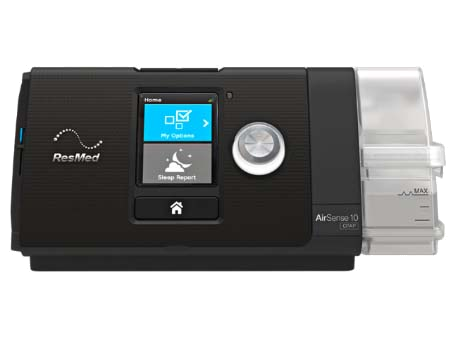 Home
My Options
ResMed
Sleep Report
MAX
AirSense 10
CPAP